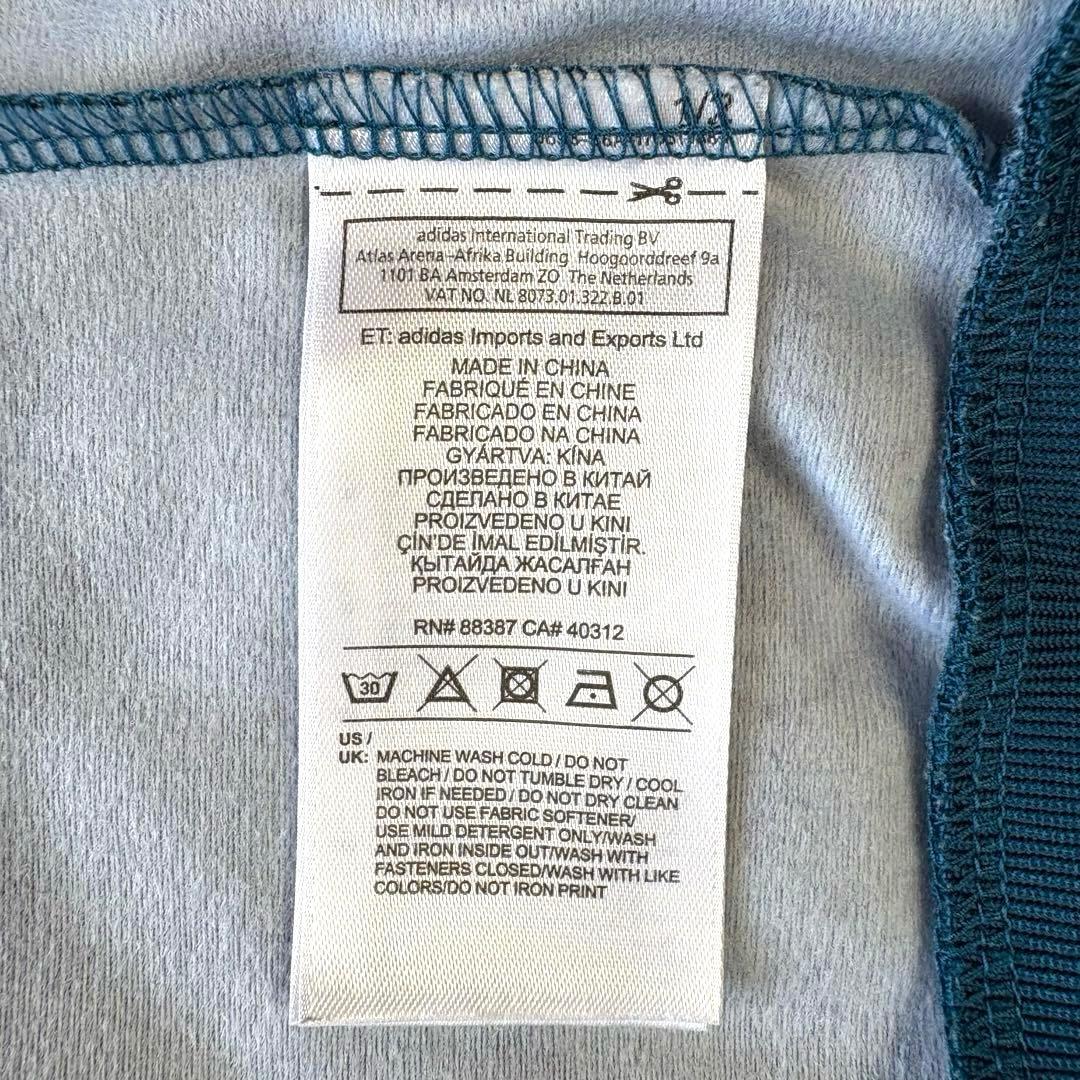 1/3
adidas International Trading BV
Atlas Arena-Afrika Building Hoogoorddreef 9a
1101 BA Amsterdam ZO The Netherlands
VAT NO. NL 8073.01.322.B.01
ET: adidas Imports and Exports Ltd
MADE IN CHINA
FABRIQUÉ EN CHINE
FABRICADO EN CHINA
FABRICADO NA CHINA
GYÁRTVA: KÍNA
ПРОИЗВЕДЕНО В КИТАЙ
СДЕЛАНО В КИТАЕ
PROIZVEDENO U KINI
ÇİN'DE İMAL EDİLMİŞTİR.
ҚЫТАЙДА ЖАСАЛҒАН
PROIZVEDENO U KINI
RN# 88387 CA# 40312
30
US /
UK: MACHINE WASH COLD / DO NOT
BLEACH / DO NOT TUMBLE DRY / COOL
IRON IF NEEDED / DO NOT DRY CLEAN
DO NOT USE FABRIC SOFTENER/
USE MILD DETERGENT ONLY/WASH
AND IRON INSIDE OUT/WASH WITH
FASTENERS CLOSED/WASH WITH LIKE
COLORS/DO NOT IRON PRINT